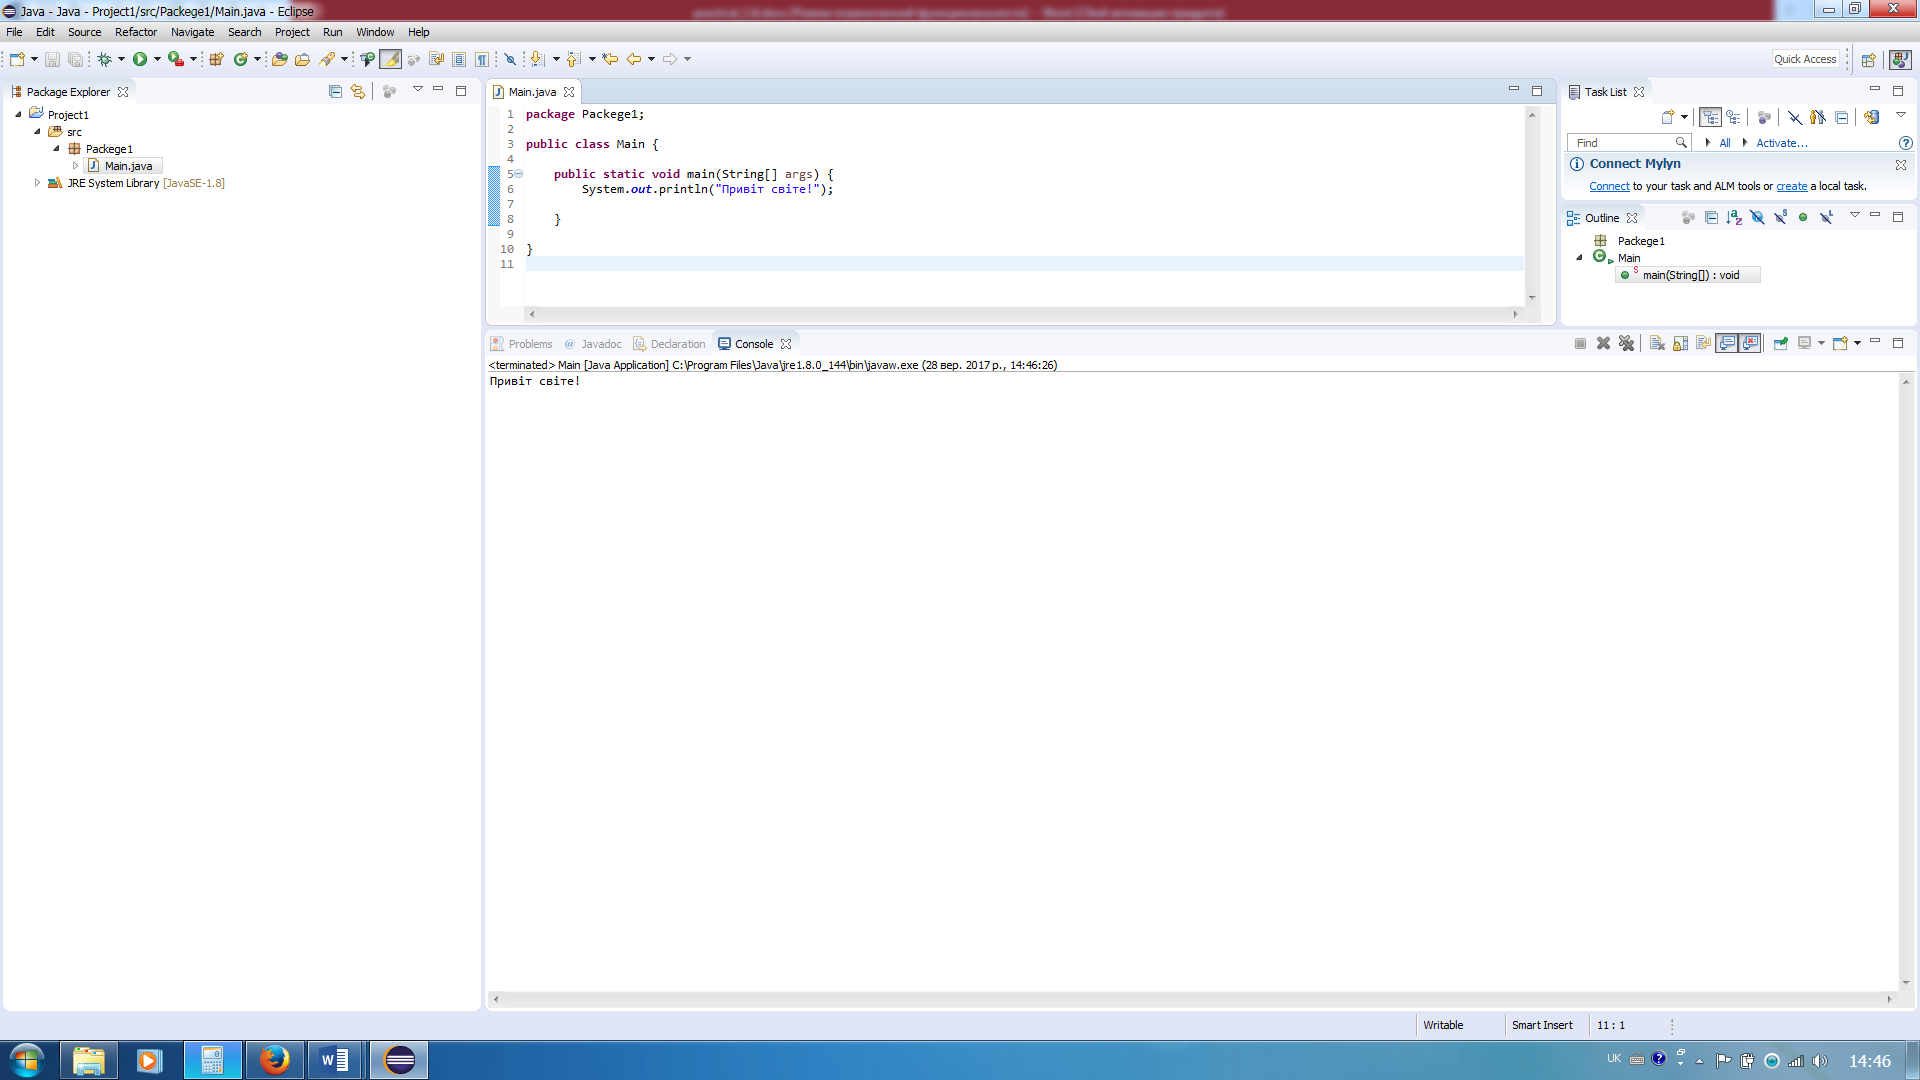 Java - Java - Project1/src/Packege1/Main.java - Eclipse
File Edit Source Refactor Navigate Search Project Run Window Help
Quick Access
Package Explorer
Project1
src
Packege1
Main.java
JRE System Library [JavaSE-1.8]
Main.java
1 package Packege1;
2
3 public class Main {
4
5 public static void main(String[] args) {
6 System.out.println("Привіт світе!");
7
8 }
9
10 }
11
Task List
Find All Activate...
Connect Mylyn
Connect to your task and ALM tools or create a local task.
Outline
Packege1
Main
main(String[]) : void
Problems @ Javadoc Declaration Console
<terminated> Main [Java Application] C:\Program Files\Java\jre1.8.0_144\bin\javaw.exe (28 вер. 2017 р., 14:46:26)
Привіт світе!
Writable Smart Insert 11 : 1
UK 14:46